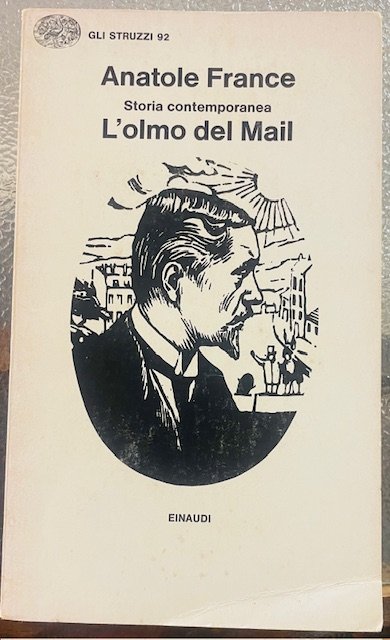 GLI STRUZZI 92
Anatole France
Storia contemporanea
L'olmo del Mail
EINAUDI